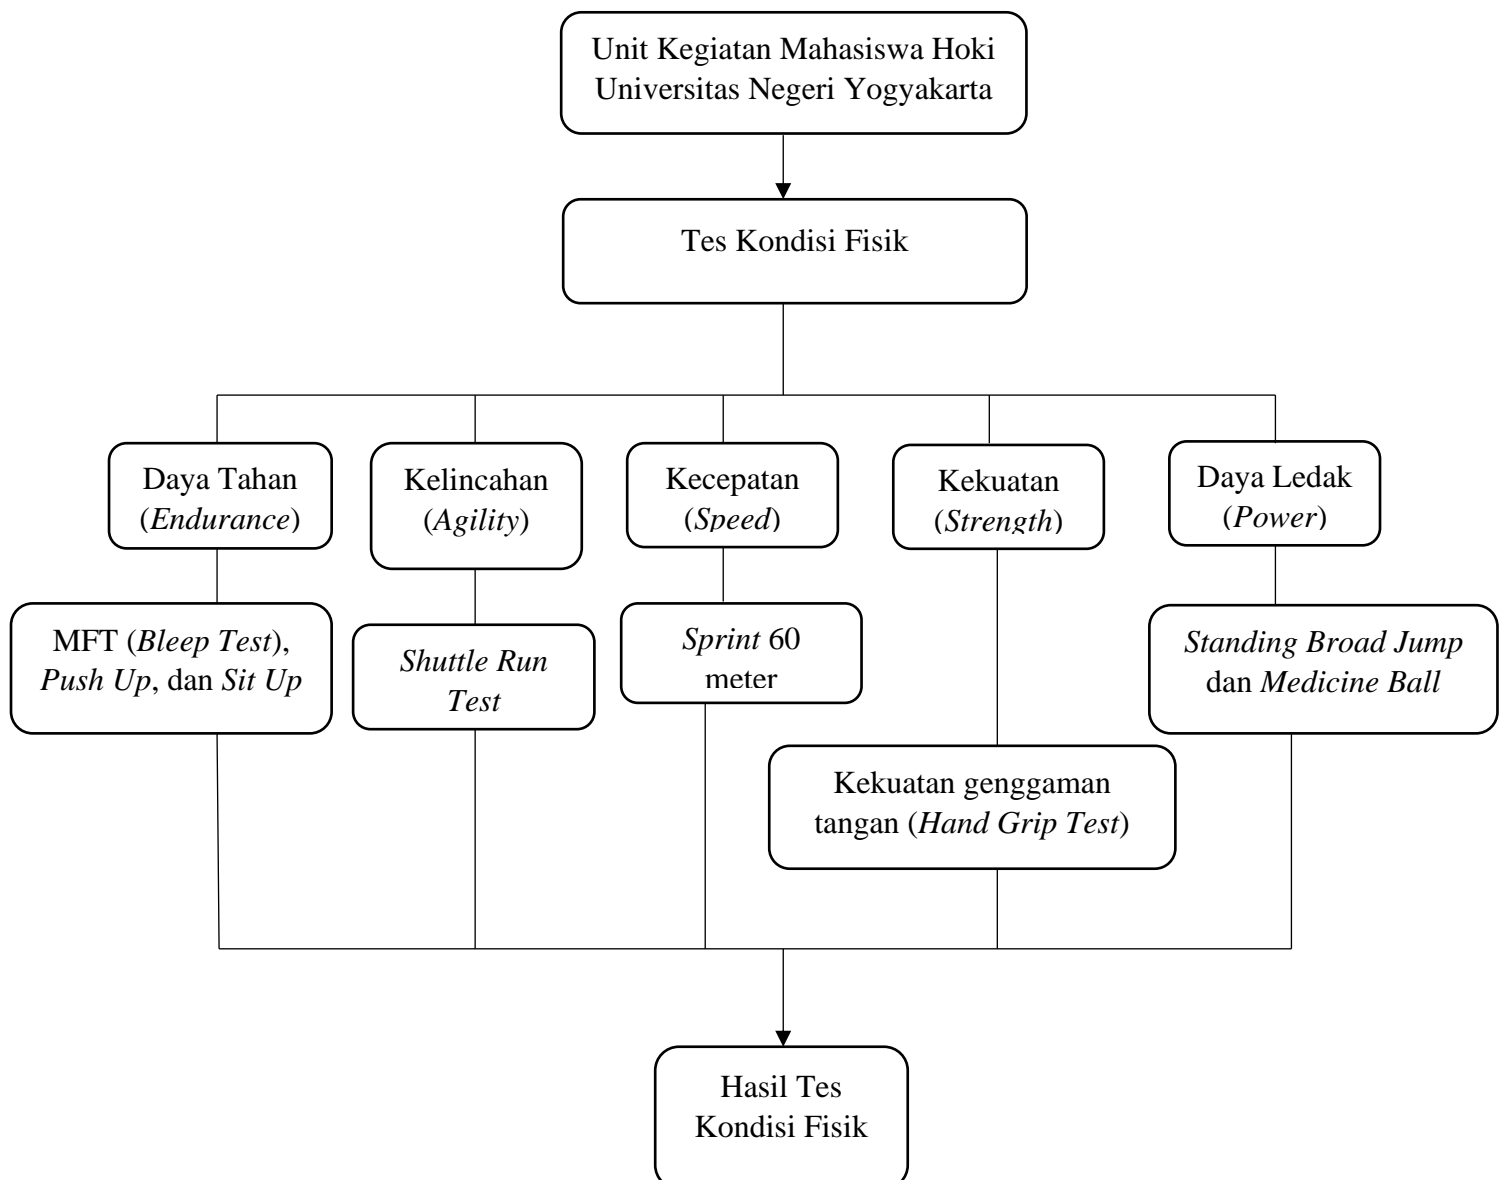 Unit Kegiatan Mahasiswa Hoki
Universitas Negeri Yogyakarta
Tes Kondisi Fisik
Daya Tahan
(Endurance)
Kelincahan
(Agility)
Kecepatan
(Speed)
Kekuatan
(Strength)
Daya Ledak
(Power)
MFT (Bleep Test),
Push Up, dan Sit Up
Shuttle Run
Test
Sprint 60
meter
Standing Broad Jump
dan Medicine Ball
Kekuatan genggaman
tangan (Hand Grip Test)
Hasil Tes
Kondisi Fisik